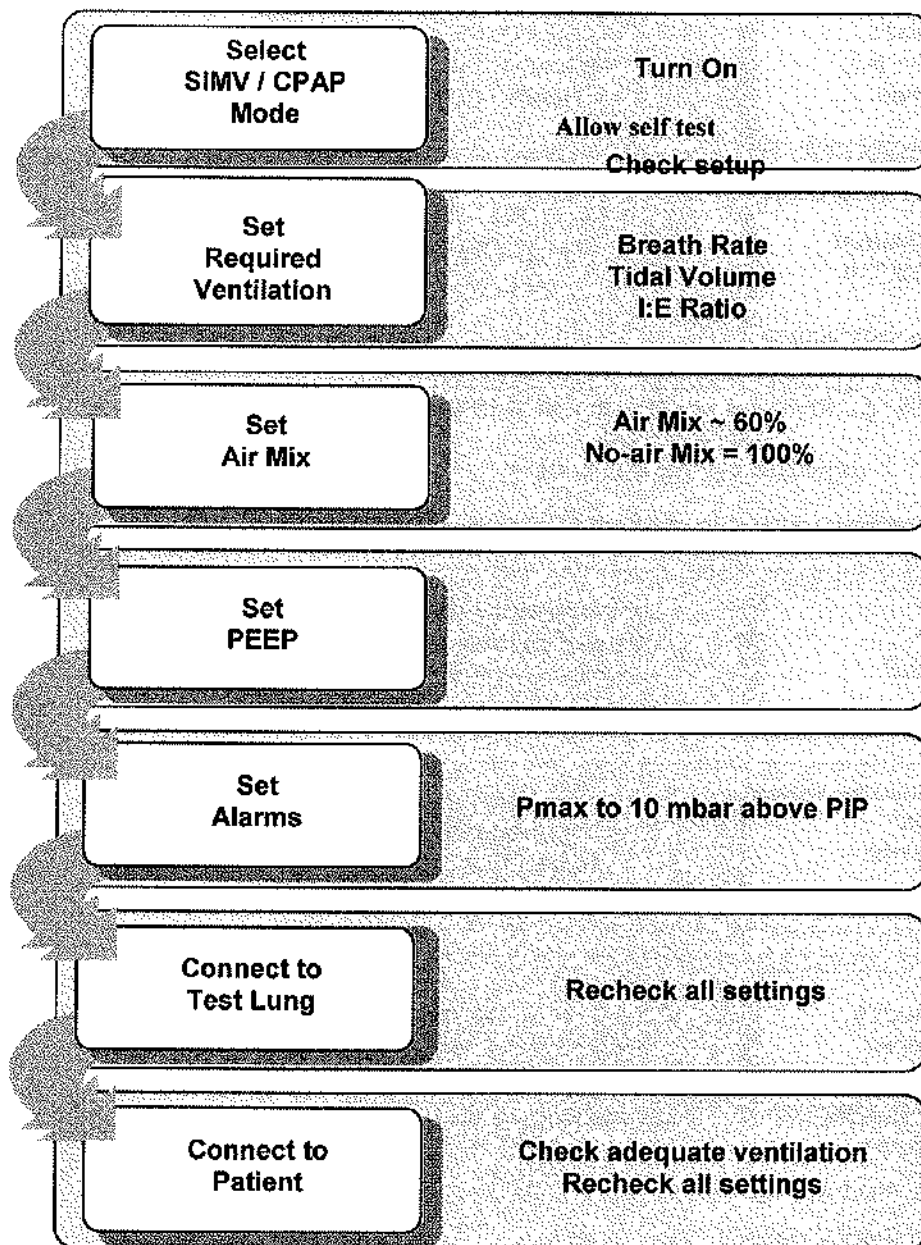 Select
SIMV / CPAP
Mode
Turn On
Allow self test
Check setup
Set
Required
Ventilation
Breath Rate
Tidal Volume
I:E Ratio
Set
Air Mix
Air Mix ~ 60%
No-air Mix = 100%
Set
PEEP
Set
Alarms
Pmax to 10 mbar above PIP
Connect to
Test Lung
Recheck all settings
Connect to
Patient
Check adequate ventilation
Recheck all settings